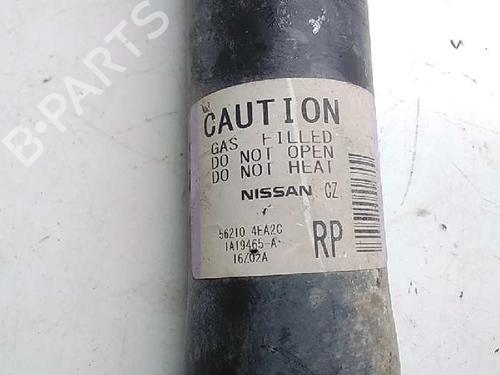 B-PARTS
CAUTION
GAS FILLED
DO NOT OPEN
DO NOT HEAT
NISSAN CZ
56210 4EA2C
1A19465-A
16Z02A
RP